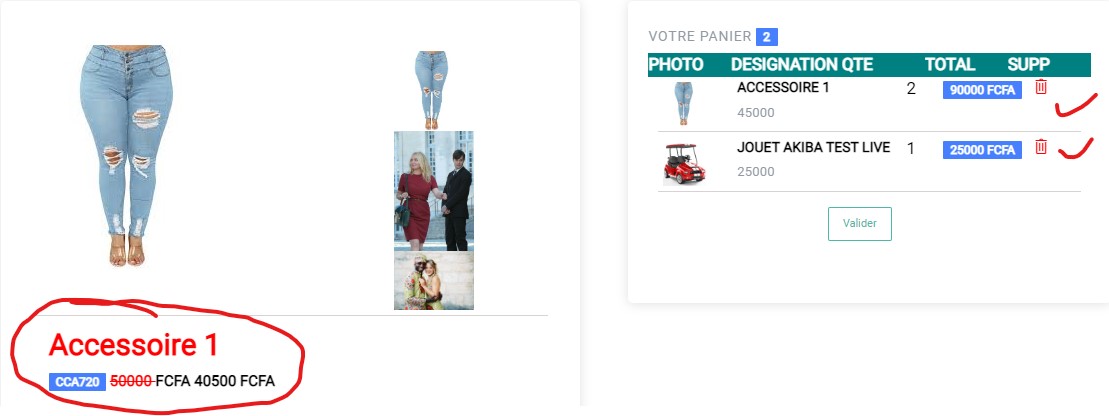 VOTRE PANIER 2
PHOTO DESIGNATION QTE TOTAL SUPP
ACCESSOIRE 1 2 90000 FCFA
45000
JOUET AKIBA TEST LIVE 1 25000 FCFA
25000
Valider
Accessoire 1
CCA720 50000 FCFA 40500 FCFA